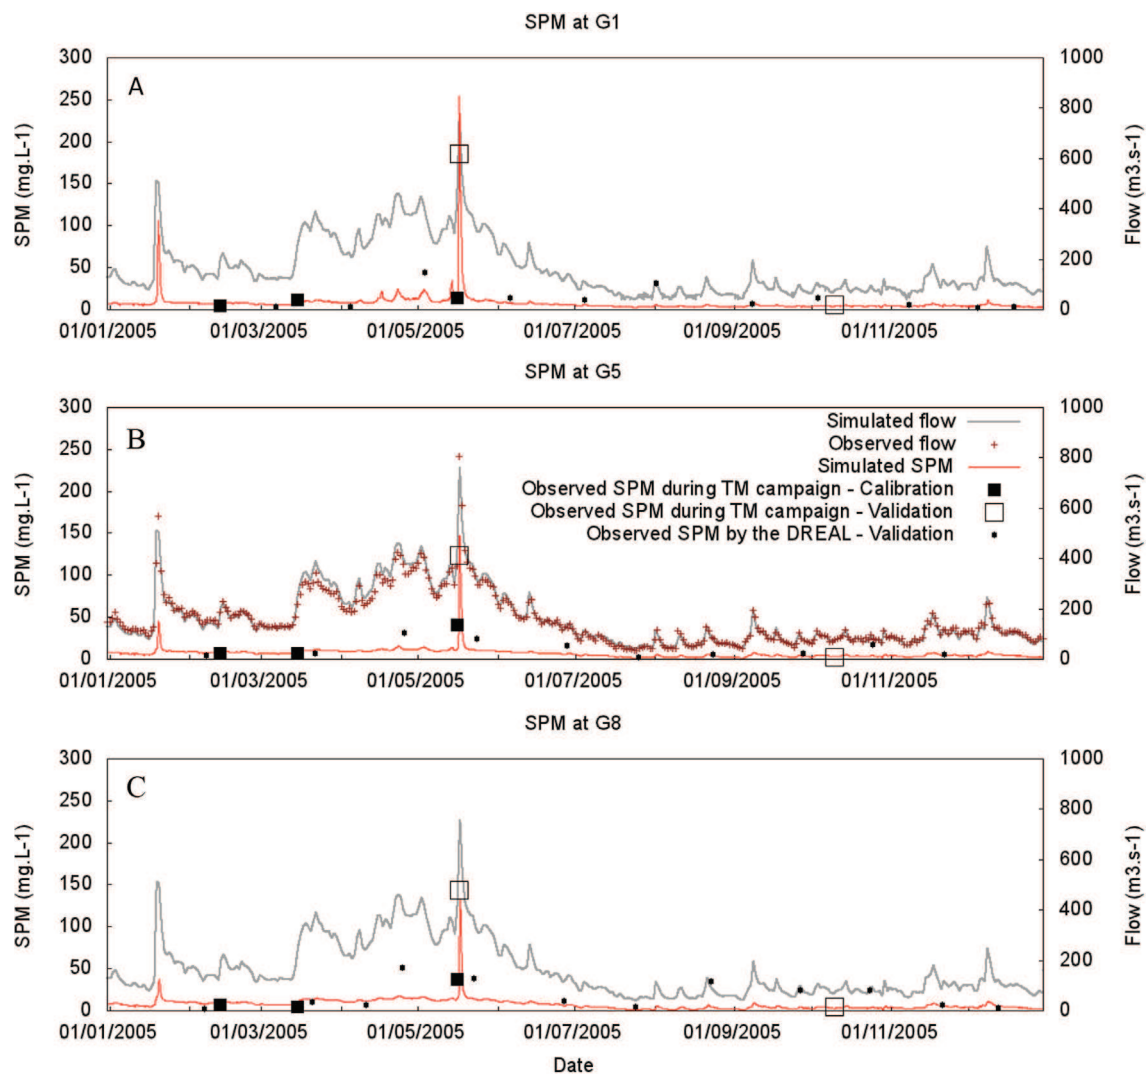 SPM at G1
A
300
250
200
150
100
50
0
SPM (mg.L-1)
1000
800
600
400
200
0
Flow (m3.s-1)
01/01/2005 01/03/2005 01/05/2005 01/07/2005 01/09/2005 01/11/2005
SPM at G5
B
300
250
200
150
100
50
0
SPM (mg.L-1)
Simulated flow
Observed flow
Simulated SPM
Observed SPM during TM campaign - Calibration
Observed SPM during TM campaign - Validation
Observed SPM by the DREAL - Validation
1000
800
600
400
200
0
Flow (m3.s-1)
01/01/2005 01/03/2005 01/05/2005 01/07/2005 01/09/2005 01/11/2005
SPM at G8
C
300
250
200
150
100
50
0
SPM (mg.L-1)
1000
800
600
400
200
0
Flow (m3.s-1)
01/01/2005 01/03/2005 01/05/2005 01/07/2005 01/09/2005 01/11/2005
Date